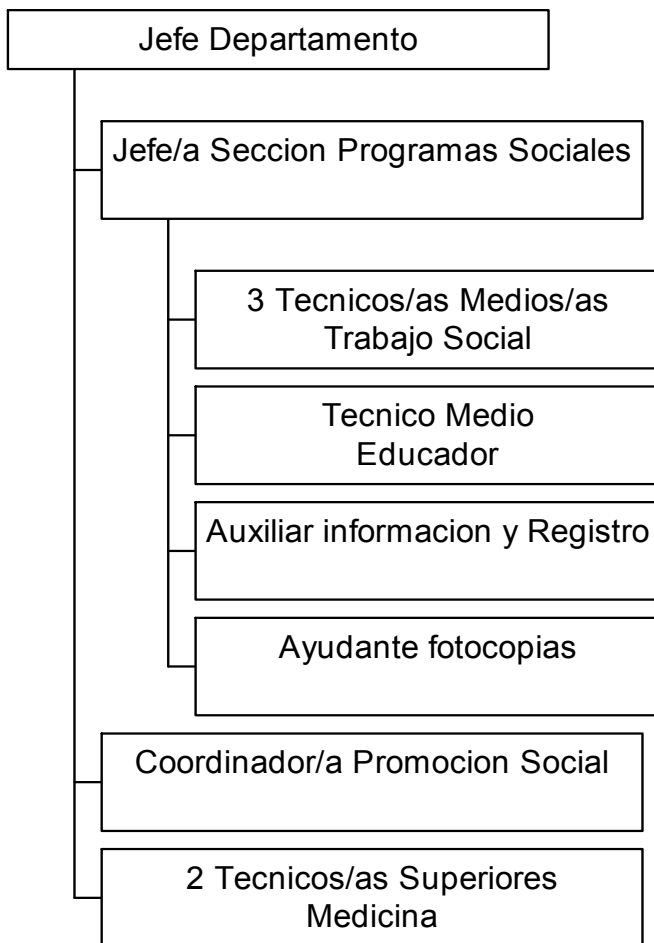 Jefe Departamento
Jefe/a Seccion Programas Sociales
3 Tecnicos/as Medios/as
Trabajo Social
Tecnico Medio
Educador
Auxiliar informacion y Registro
Ayudante fotocopias
Coordinador/a Promocion Social
2 Tecnicos/as Superiores
Medicina